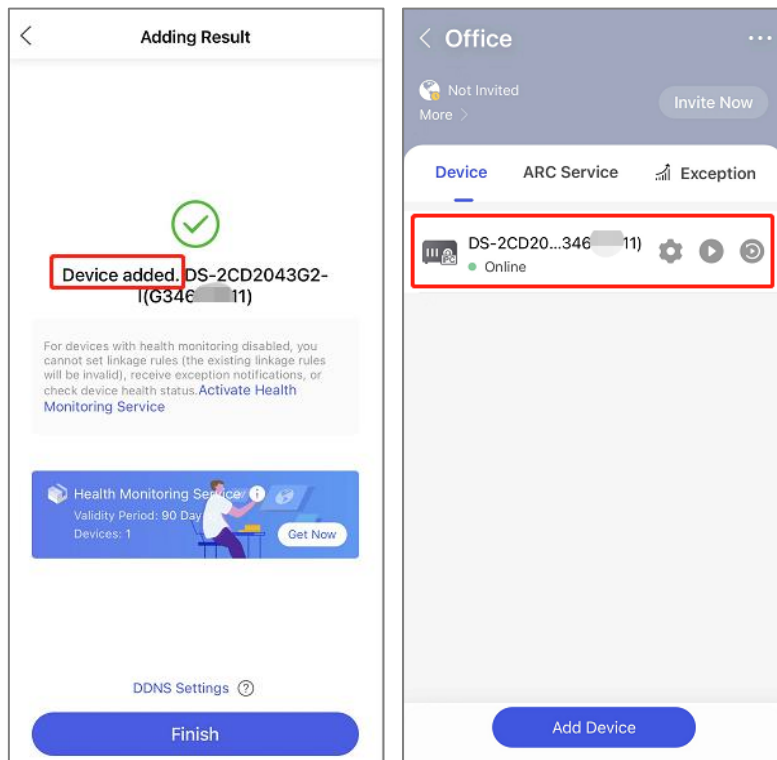 Adding Result
Device added. DS-2CD2043G2-
I(G346 11)
For devices with health monitoring disabled, you
cannot set linkage rules (the existing linkage rules
will be invalid), receive exception notifications, or
check device health status.Activate Health
Monitoring Service
Health Monitoring Service
Validity Period: 90 Day
Devices: 1
Get Now
DDNS Settings
Finish
Office
Not Invited
More
Invite Now
Device ARC Service Exception
DS-2CD20...346 11)
Online
Add Device